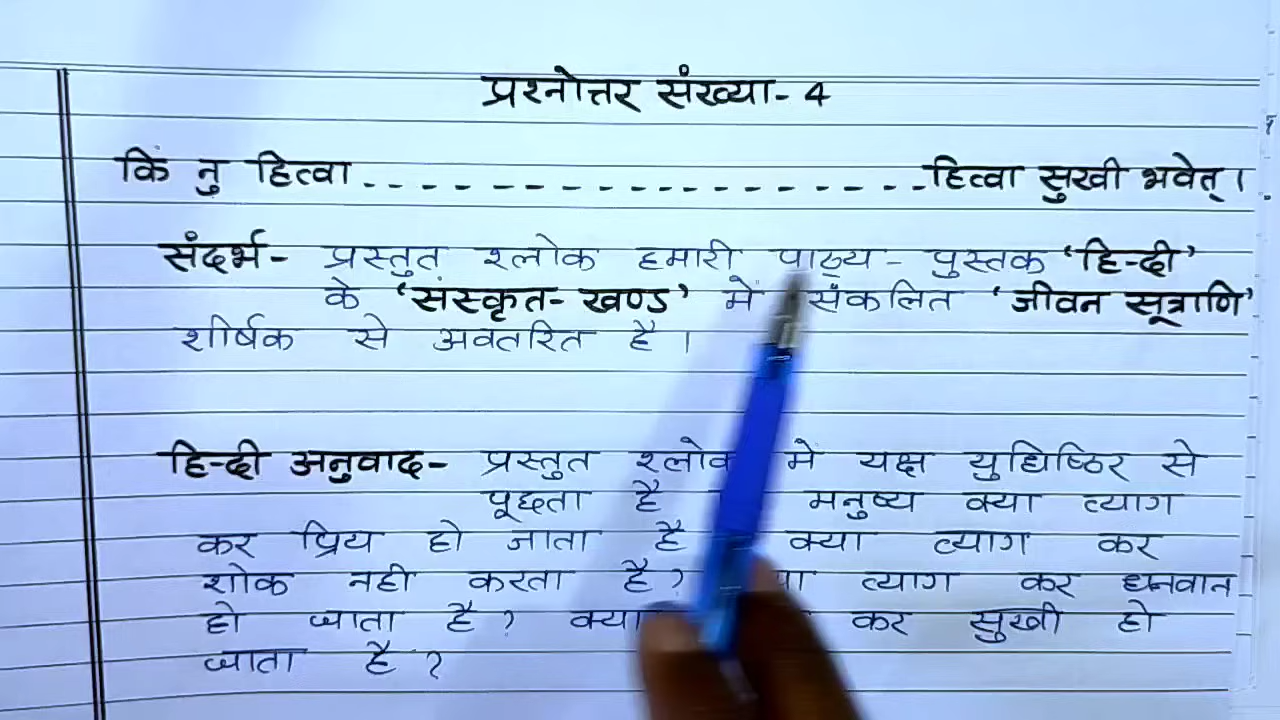 प्रश्नोत्तर संख्या- 4
किं नु हित्वा . . . . . . . . . . . . . . . . . . . हित्वा सुखी भवेत् ।
संदर्भ- प्रस्तुत श्लोक हमारी पाठ्य- पुस्तक 'हिन्दी'
के 'संस्कृत- खण्ड' में संकलित 'जीवन सूत्राणि'
शीर्षक से अवतरित है ।
हिन्दी अनुवाद- प्रस्तुत श्लोक में यक्ष युधिष्ठिर से
पूछता है मनुष्य क्या त्याग
कर प्रिय हो जाता है क्या त्याग कर
शोक नही करता है? त्याग कर धनवान
हो जाता है? क्या कर सुखी हो
जाता है ?